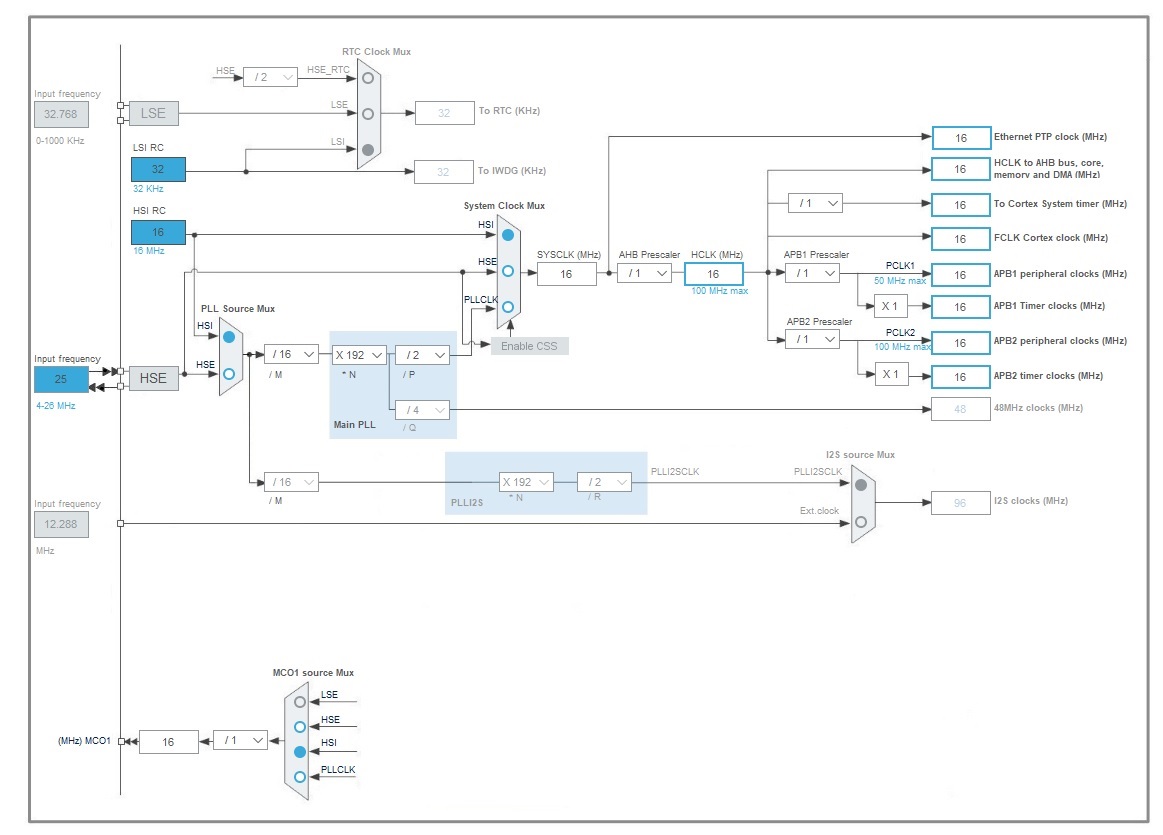 RTC Clock Mux
HSE
/ 2
HSE_RTC
Input frequency
32.768
0-1000 KHz
LSE
LSE
32
To RTC (KHz)
LSI RC
32
32 KHz
LSI
32
To IWDG (KHz)
HSI RC
16
16 MHz
System Clock Mux
HSI
HSE
PLLCLK
SYSCLK (MHz)
16
AHB Prescaler
/ 1
HCLK (MHz)
16
100 MHz max
Enable CSS
16
Ethernet PTP clock (MHz)
16
HCLK to AHB bus, core,
memory and DMA (MHz)
/ 1
16
To Cortex System timer (MHz)
16
FCLK Cortex clock (MHz)
APB1 Prescaler
/ 1
PCLK1
50 MHz max
16
APB1 peripheral clocks (MHz)
X 1
16
APB1 Timer clocks (MHz)
APB2 Prescaler
/ 1
PCLK2
100 MHz max
16
APB2 peripheral clocks (MHz)
X 1
16
APB2 timer clocks (MHz)
48
48MHz clocks (MHz)
PLL Source Mux
HSI
HSE
Input frequency
25
4-26 MHz
HSE
/ 16
/ M
X 192
* N
/ 2
/ P
/ 4
/ Q
Main PLL
/ 16
/ M
X 192
* N
/ 2
/ R
PLLI2S
PLLI2SCLK
I2S source Mux
PLLI2SCLK
Ext.clock
96
I2S clocks (MHz)
Input frequency
12.288
MHz
MCO1 source Mux
LSE
HSE
HSI
PLLCLK
(MHz) MCO1
16
/ 1